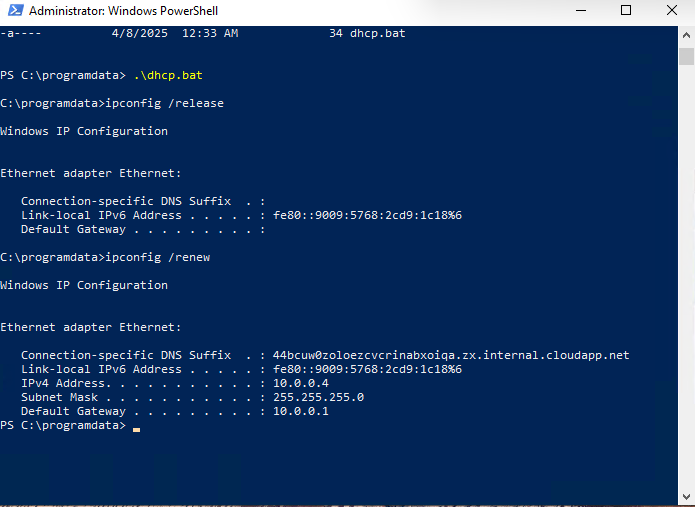 Administrator: Windows PowerShell
-a----          4/8/2025  12:33 AM             34 dhcp.bat
PS C:\programdata> .\dhcp.bat
C:\programdata>ipconfig /release
Windows IP Configuration
Ethernet adapter Ethernet:
   Connection-specific DNS Suffix  . :
   Link-local IPv6 Address . . . . . : fe80::9009:5768:2cd9:1c18%6
   Default Gateway . . . . . . . . . :
C:\programdata>ipconfig /renew
Windows IP Configuration
Ethernet adapter Ethernet:
   Connection-specific DNS Suffix  . : 44bcuw0zoloezcvcrinabxoiqa.zx.internal.cloudapp.net
   Link-local IPv6 Address . . . . . : fe80::9009:5768:2cd9:1c18%6
   IPv4 Address. . . . . . . . . . . : 10.0.0.4
   Subnet Mask . . . . . . . . . . . : 255.255.255.0
   Default Gateway . . . . . . . . . : 10.0.0.1
PS C:\programdata>